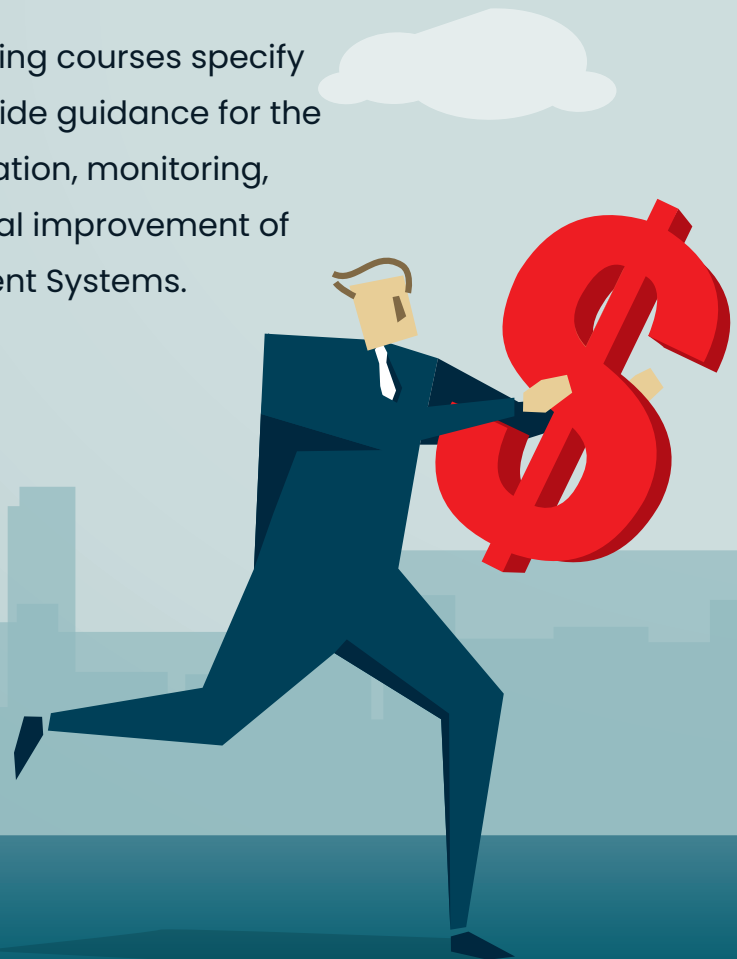 ing courses specify
ide guidance for the
ation, monitoring,
al improvement of
ent Systems.